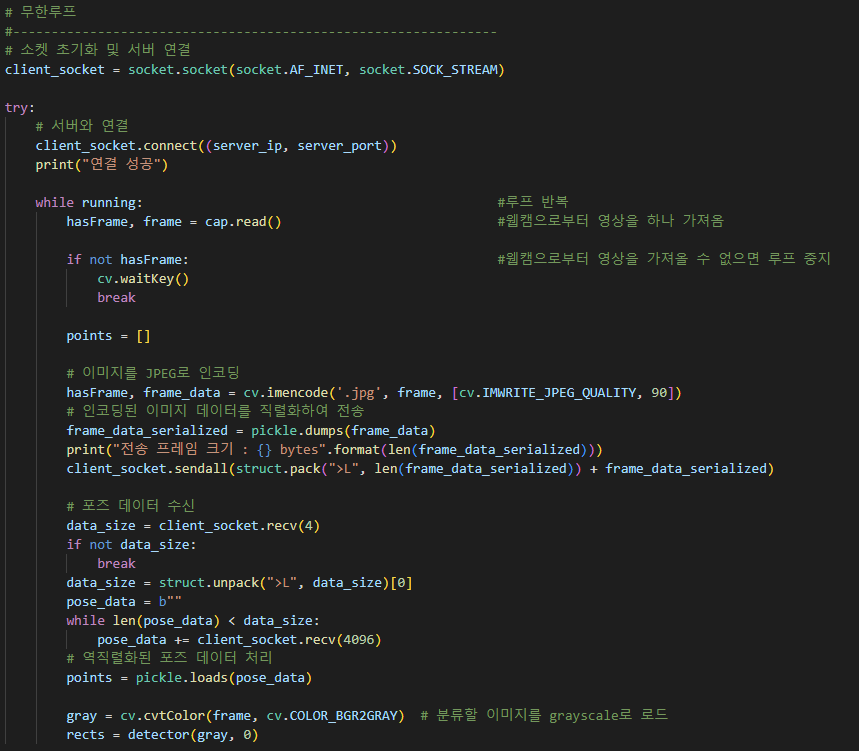 # 무한루프
#---------------------------------------------------------------
# 소켓 초기화 및 서버 연결
client_socket = socket.socket(socket.AF_INET, socket.SOCK_STREAM)
try:
    # 서버와 연결
    client_socket.connect((server_ip, server_port))
    print("연결 성공")
    while running:                                              #루프 반복
        hasFrame, frame = cap.read()                            #웹캠으로부터 영상을 하나 가져옴
        if not hasFrame:                                        #웹캠으로부터 영상을 가져올 수 없으면 루프 중지
            cv.waitKey()
            break
        points = []
        # 이미지를 JPEG로 인코딩
        hasFrame, frame_data = cv.imencode('.jpg', frame, [cv.IMWRITE_JPEG_QUALITY, 90])
        # 인코딩된 이미지 데이터를 직렬화하여 전송
        frame_data_serialized = pickle.dumps(frame_data)
        print("전송 프레임 크기 : {} bytes".format(len(frame_data_serialized)))
        client_socket.sendall(struct.pack(">L", len(frame_data_serialized)) + frame_data_serialized)
        # 포즈 데이터 수신
        data_size = client_socket.recv(4)
        if not data_size:
            break
        data_size = struct.unpack(">L", data_size)[0]
        pose_data = b""
        while len(pose_data) < data_size:
            pose_data += client_socket.recv(4096)
        # 역직렬화된 포즈 데이터 처리
        points = pickle.loads(pose_data)
        gray = cv.cvtColor(frame, cv.COLOR_BGR2GRAY)  # 분류할 이미지를 grayscale로 로드
        rects = detector(gray, 0)